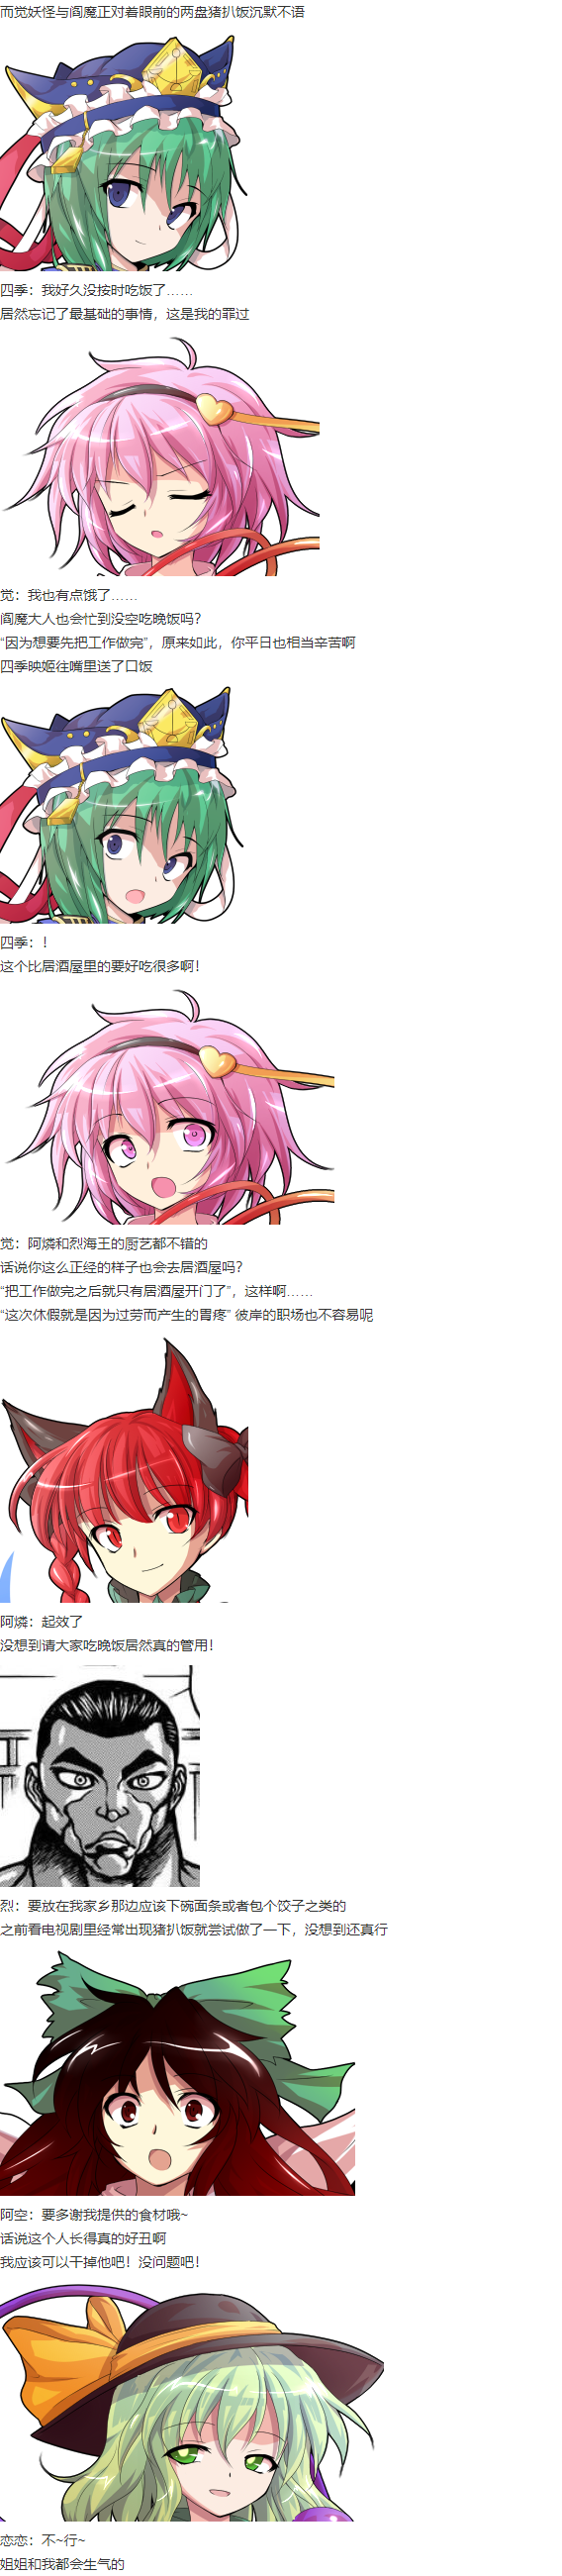 而觉妖怪与阎魔正对着眼前的两盘猪扒饭沉默不语
四季：我好久没按时吃饭了……
居然忘记了最基础的事情，这是我的罪过
觉：我也有点饿了……
阎魔大人也会忙到没空吃晚饭吗？
“因为想要先把工作做完”，原来如此，你平日也相当辛苦啊
四季映姬往嘴里送了口饭
四季：！
这个比居酒屋里的要好吃很多啊！
觉：阿燐和烈海王的厨艺都不错的
话说你这么正经的样子也会去居酒屋吗？
“把工作做完之后就只有居酒屋开门了”，这样啊……
“这次休假就是因为过劳而产生的胃疼” 彼岸的职场也不容易呢
阿燐：起效了
没想到请大家吃晚饭居然真的管用！
烈：要放在我家乡那边应该下碗面条或者包个饺子之类的
之前看电视剧里经常出现猪扒饭就尝试做了一下，没想到还真行
阿空：要多谢我提供的食材哦~
话说这个人长得真的好丑啊
我应该可以干掉他吧！没问题吧！
恋恋：不~行~
姐姐和我都会生气的